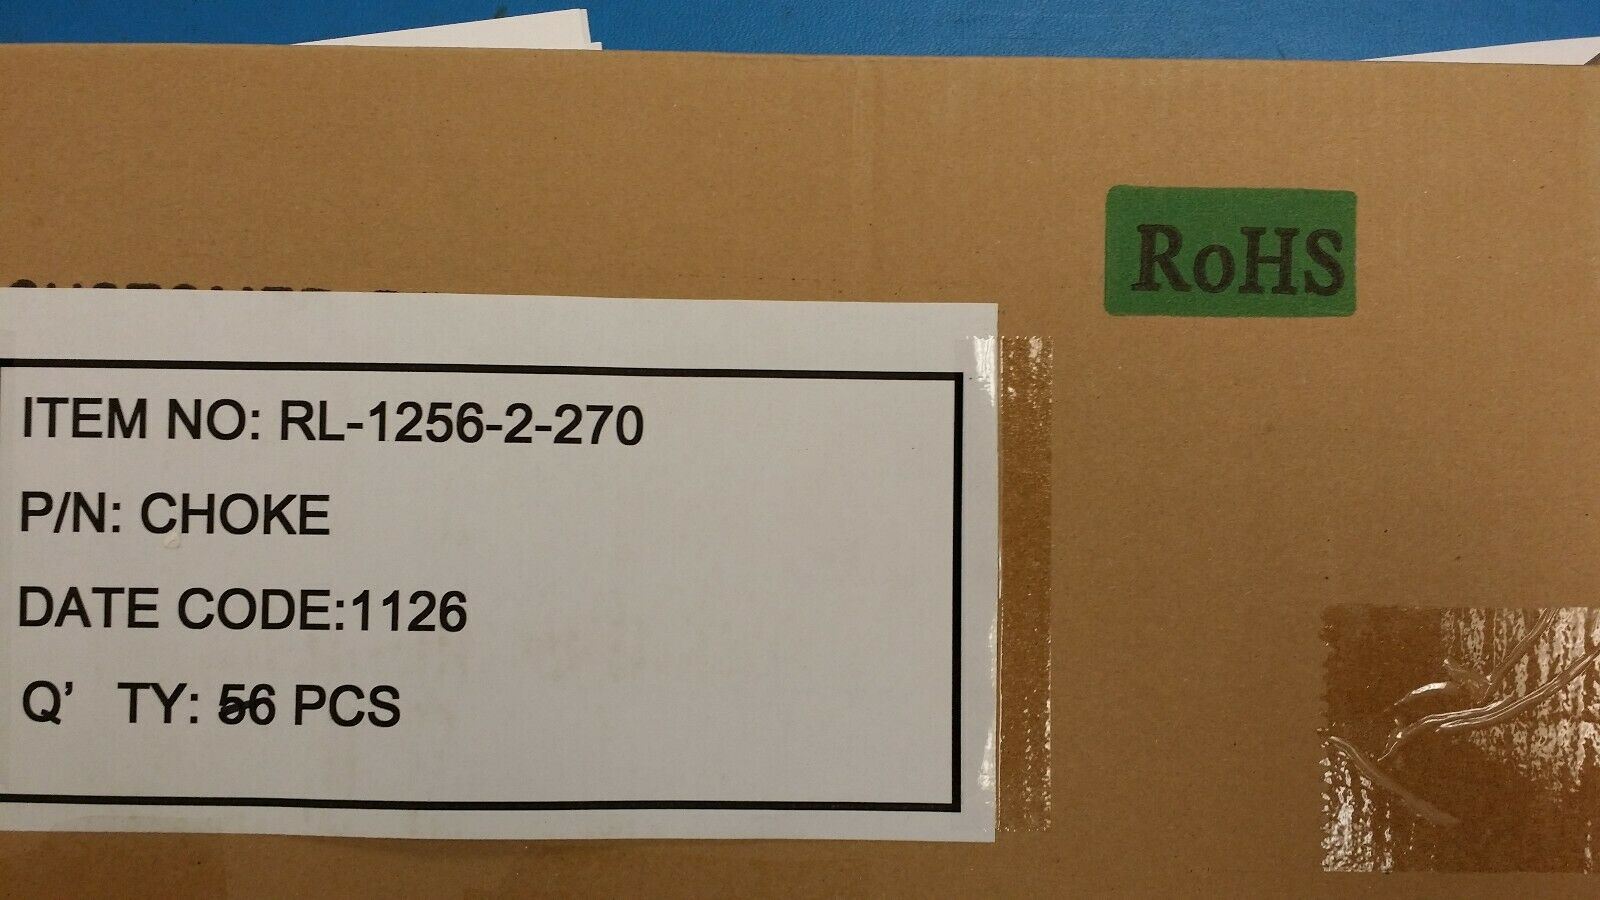 RoHS
ITEM NO: RL-1256-2-270
P/N: CHOKE
DATE CODE:1126
Q' TY: 56 PCS